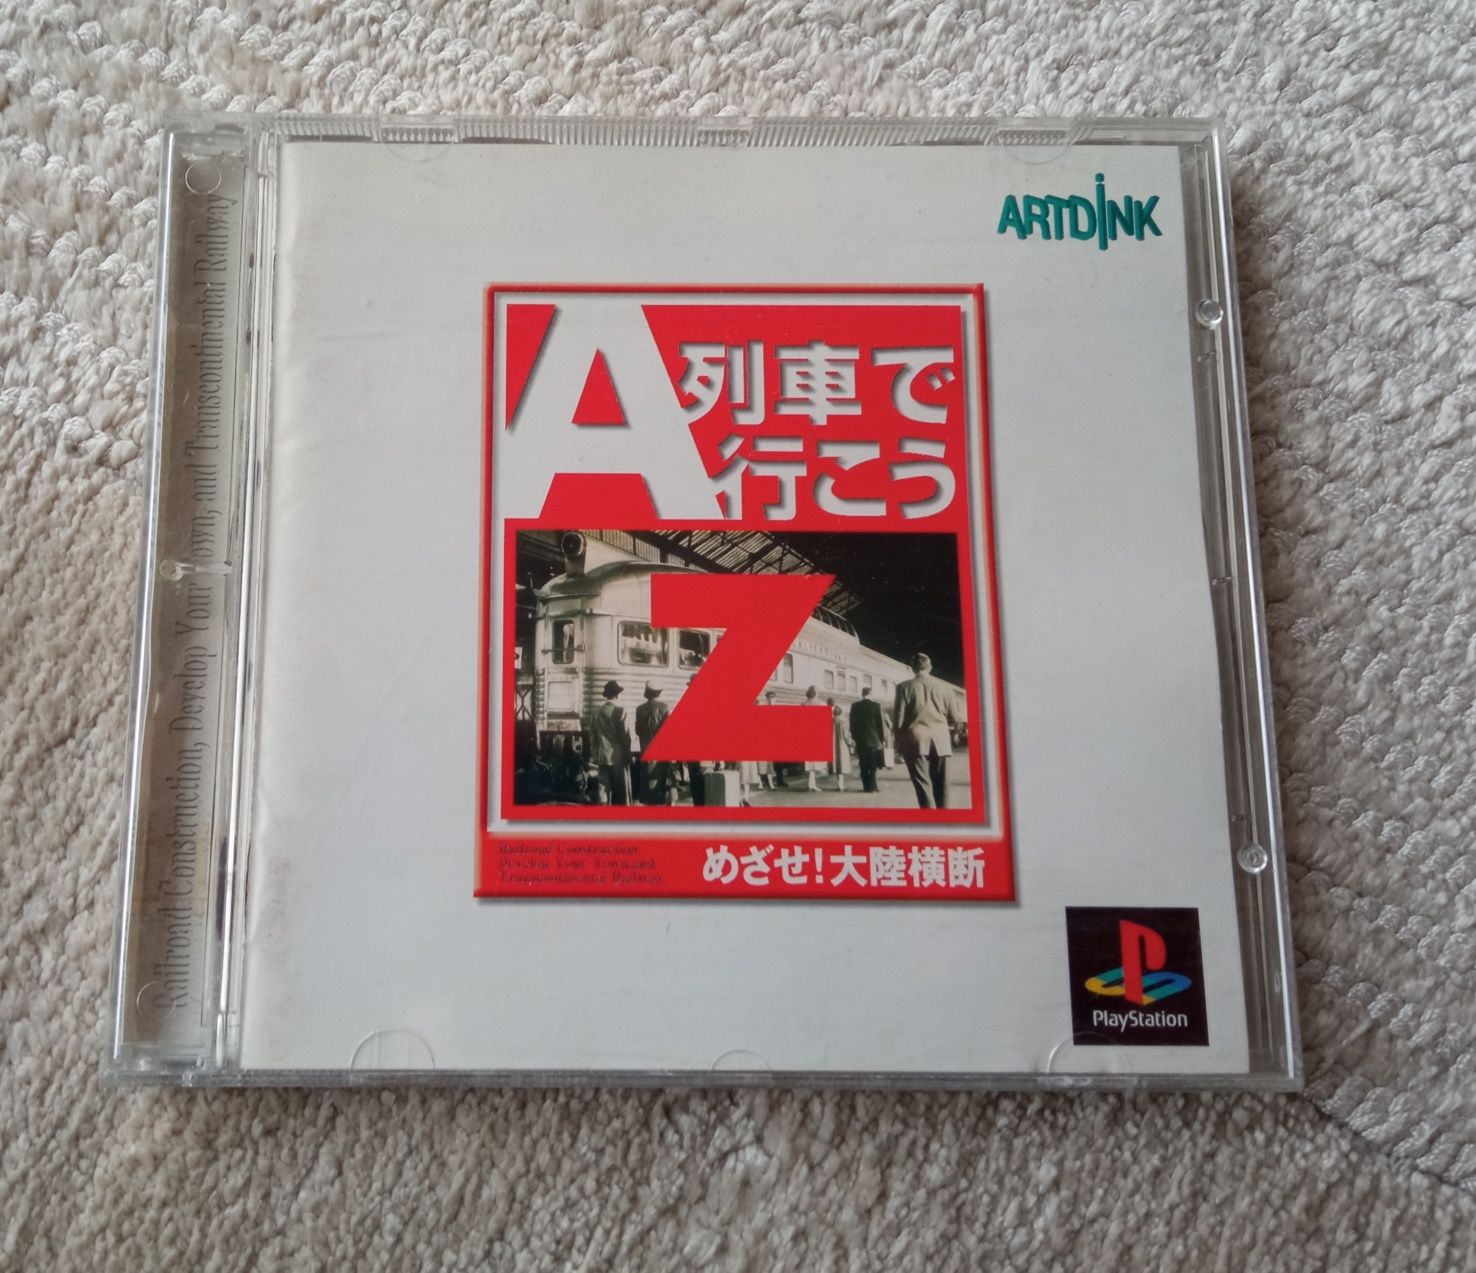 Railroad Construction, Develop Your Town, and Transcontinental Railway
ARTDINK
A列車で
行こう
Z
Railroad Construction,
Develop Your Town,and
Transcontinental Railway.
めざせ!大陸横断
PlayStation